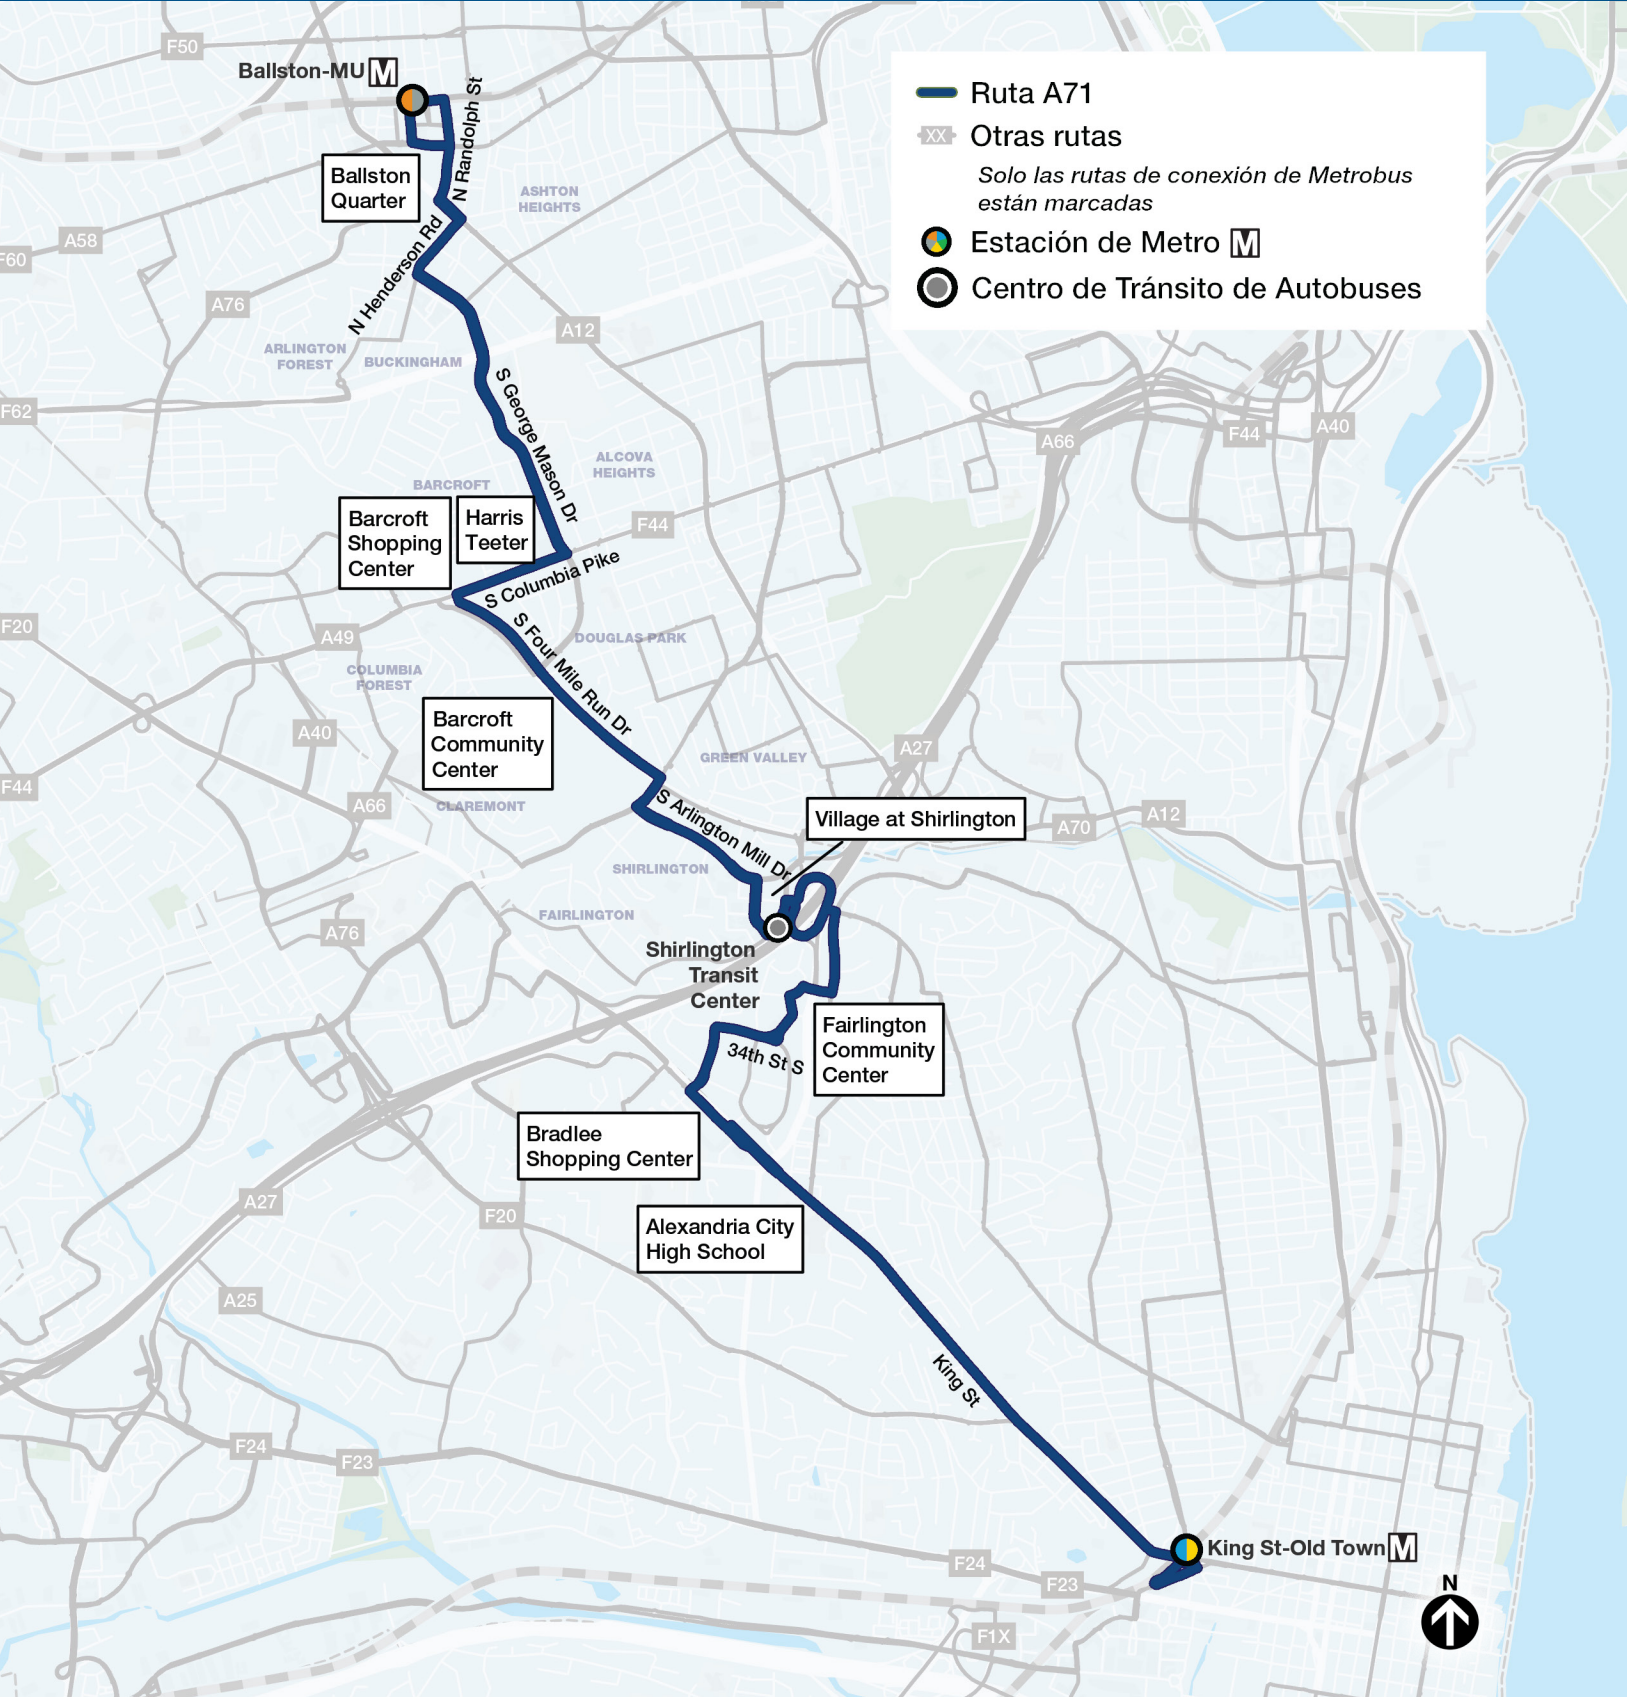 F50
Ballston-MU M
N Randolph St
Ballston
Quarter
ASHTON
HEIGHTS
Ruta A71
XX Otras rutas
Solo las rutas de conexión de Metrobus
están marcadas
Estación de Metro M
Centro de Tránsito de Autobuses
A58
F60
N Henderson Rd
A76
A12
ARLINGTON
FOREST
BUCKINGHAM
F62
S George Mason Dr
A66
F44
A40
ALCOVA
HEIGHTS
BARCROFT
Barcroft
Shopping
Center
Harris
Teeter
F44
S Columbia Pike
F20
A49
S Four Mile Run Dr
DOUGLAS PARK
COLUMBIA
FOREST
A40
Barcroft
Community
Center
GREEN VALLEY
A27
F44
A66
CLAREMONT
S Arlington Mill Dr
Village at Shirlington
A70
A12
SHIRLINGTON
FAIRLINGTON
A76
Shirlington
Transit
Center
Fairlington
Community
Center
34th St S
Bradlee
Shopping Center
A27
F20
Alexandria City
High School
A25
King St
F24
F23
King St-Old Town M
F24
F23
N
F1X